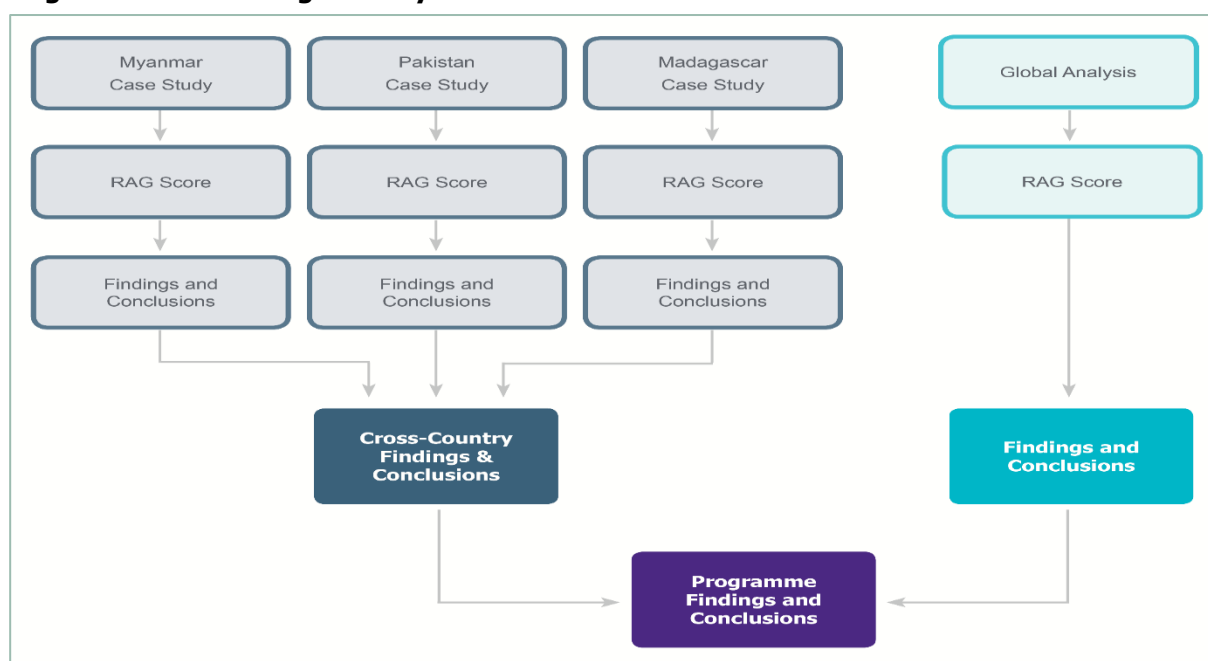 Myanmar
Case Study
Pakistan
Case Study
Madagascar
Case Study
Global Analysis
RAG Score
RAG Score
RAG Score
RAG Score
Findings and
Conclusions
Findings and
Conclusions
Findings and
Conclusions
Cross-Country
Findings &
Conclusions
Findings and
Conclusions
Programme
Findings and
Conclusions